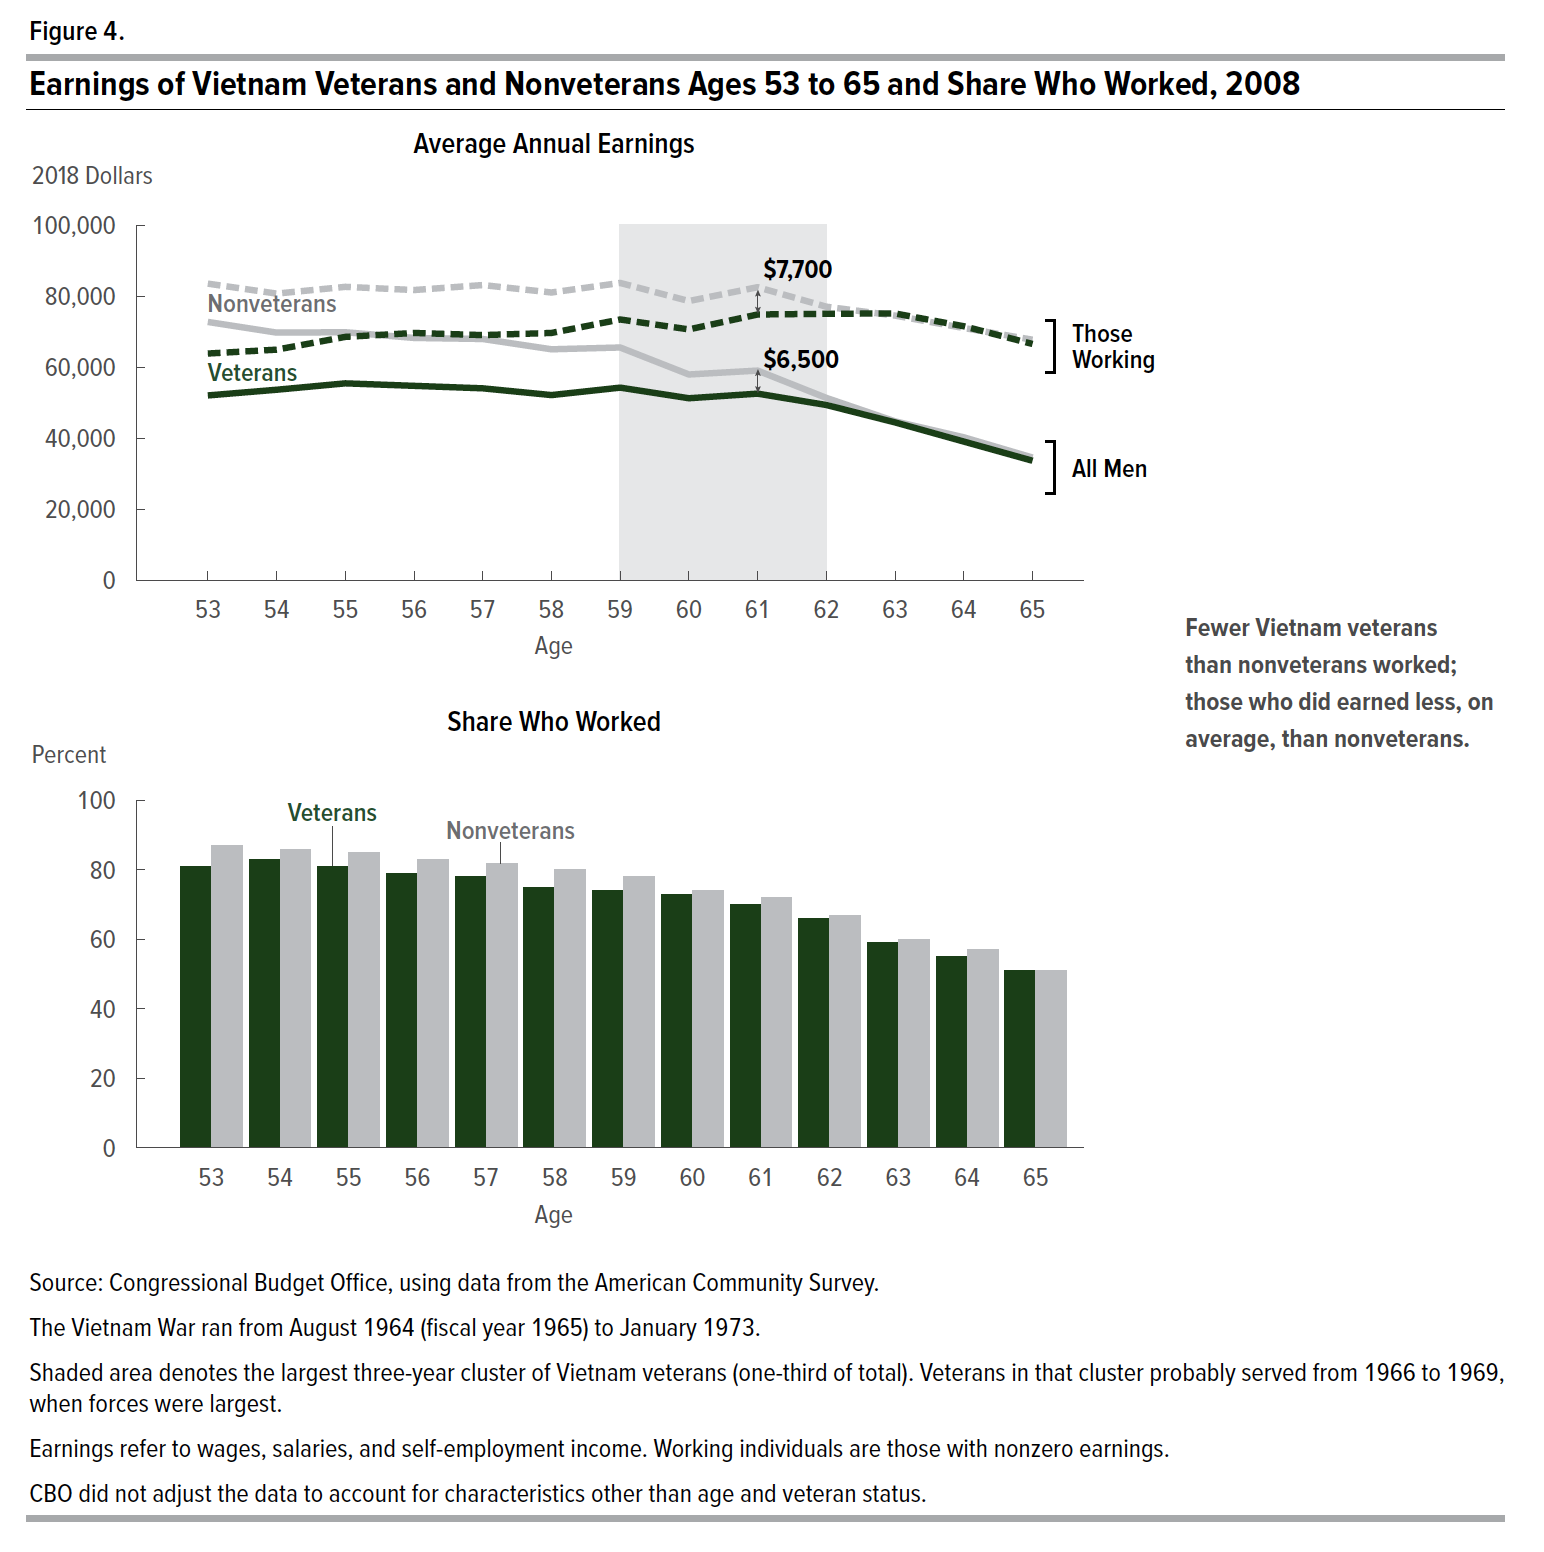 Figure 4.
Earnings of Vietnam Veterans and Nonveterans Ages 53 to 65 and Share Who Worked, 2008
Average Annual Earnings
2018 Dollars
100,000
80,000
60,000
40,000
20,000
0
Nonveterans
Veterans
$7,700
$6,500
Those
Working
All Men
53 54 55 56 57 58 59 60 61 62 63 64 65
Age
Fewer Vietnam veterans
than nonveterans worked;
those who did earned less, on
average, than nonveterans.
Share Who Worked
Percent
100
80
60
40
20
0
Veterans
Nonveterans
53 54 55 56 57 58 59 60 61 62 63 64 65
Age
Source: Congressional Budget Office, using data from the American Community Survey.
The Vietnam War ran from August 1964 (fiscal year 1965) to January 1973.
Shaded area denotes the largest three-year cluster of Vietnam veterans (one-third of total). Veterans in that cluster probably served from 1966 to 1969,
when forces were largest.
Earnings refer to wages, salaries, and self-employment income. Working individuals are those with nonzero earnings.
CBO did not adjust the data to account for characteristics other than age and veteran status.